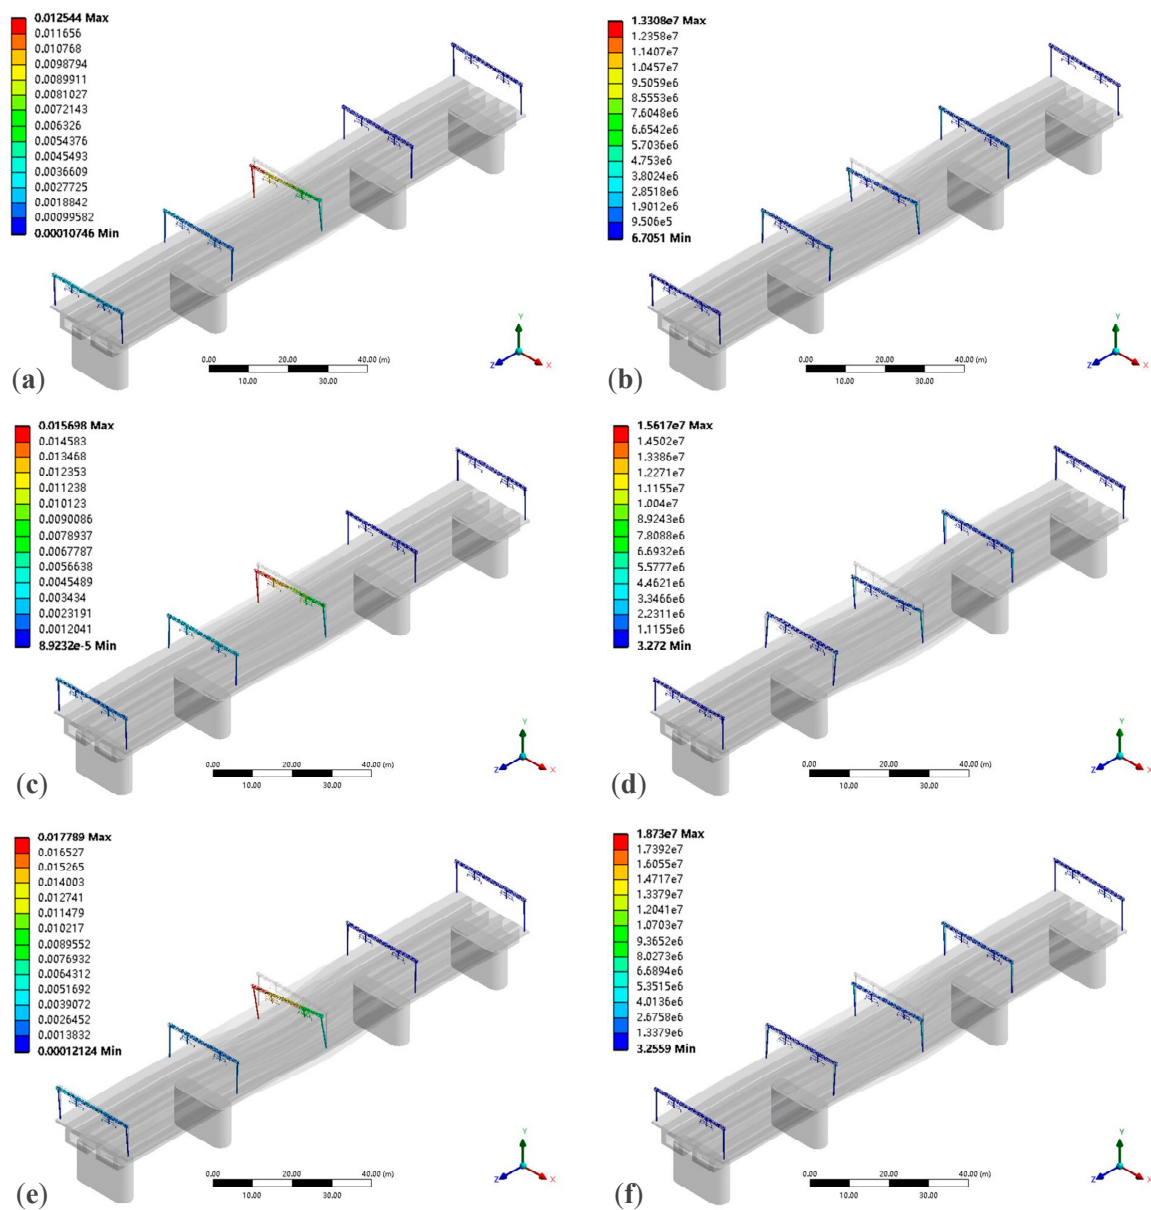 0.012544 Max
0.011656
0.010768
0.0098794
0.0089911
0.0081027
0.0072143
0.006326
0.0054376
0.0045493
0.0036609
0.0027725
0.0018842
0.00099582
0.00010746 Min
0.00 20.00 40.00 (m)
10.00 30.00
Y
Z X
(a)
1.3308e7 Max
1.2358e7
1.1407e7
1.0457e7
9.5059e6
8.5553e6
7.6048e6
6.6542e6
5.7036e6
4.753e6
3.8024e6
2.8518e6
1.9012e6
9.506e5
6.7051 Min
0.00 20.00 40.00 (m)
10.00 30.00
Y
Z X
(b)
0.015698 Max
0.014583
0.013468
0.012353
0.011238
0.010123
0.0090086
0.0078937
0.0067787
0.0056638
0.0045489
0.003434
0.0023191
0.0012041
8.9232e-5 Min
0.00 20.00 40.00 (m)
10.00 30.00
Y
Z X
(c)
1.5617e7 Max
1.4502e7
1.3386e7
1.2271e7
1.1155e7
1.004e7
8.9243e6
7.8088e6
6.6932e6
5.5777e6
4.4621e6
3.3466e6
2.2311e6
1.1155e6
3.272 Min
0.00 20.00 40.00 (m)
10.00 30.00
Y
Z X
(d)
0.017789 Max
0.016527
0.015265
0.014003
0.012741
0.011479
0.010217
0.0089552
0.0076932
0.0064312
0.0051692
0.0039072
0.0026452
0.0013832
0.00012124 Min
0.00 20.00 40.00 (m)
10.00 30.00
Y
Z X
(e)
1.873e7 Max
1.7392e7
1.6055e7
1.4717e7
1.3379e7
1.2041e7
1.0703e7
9.3652e6
8.0273e6
6.6894e6
5.3515e6
4.0136e6
2.6758e6
1.3379e6
3.2559 Min
0.00 20.00 40.00 (m)
10.00 30.00
Y
Z X
(f)